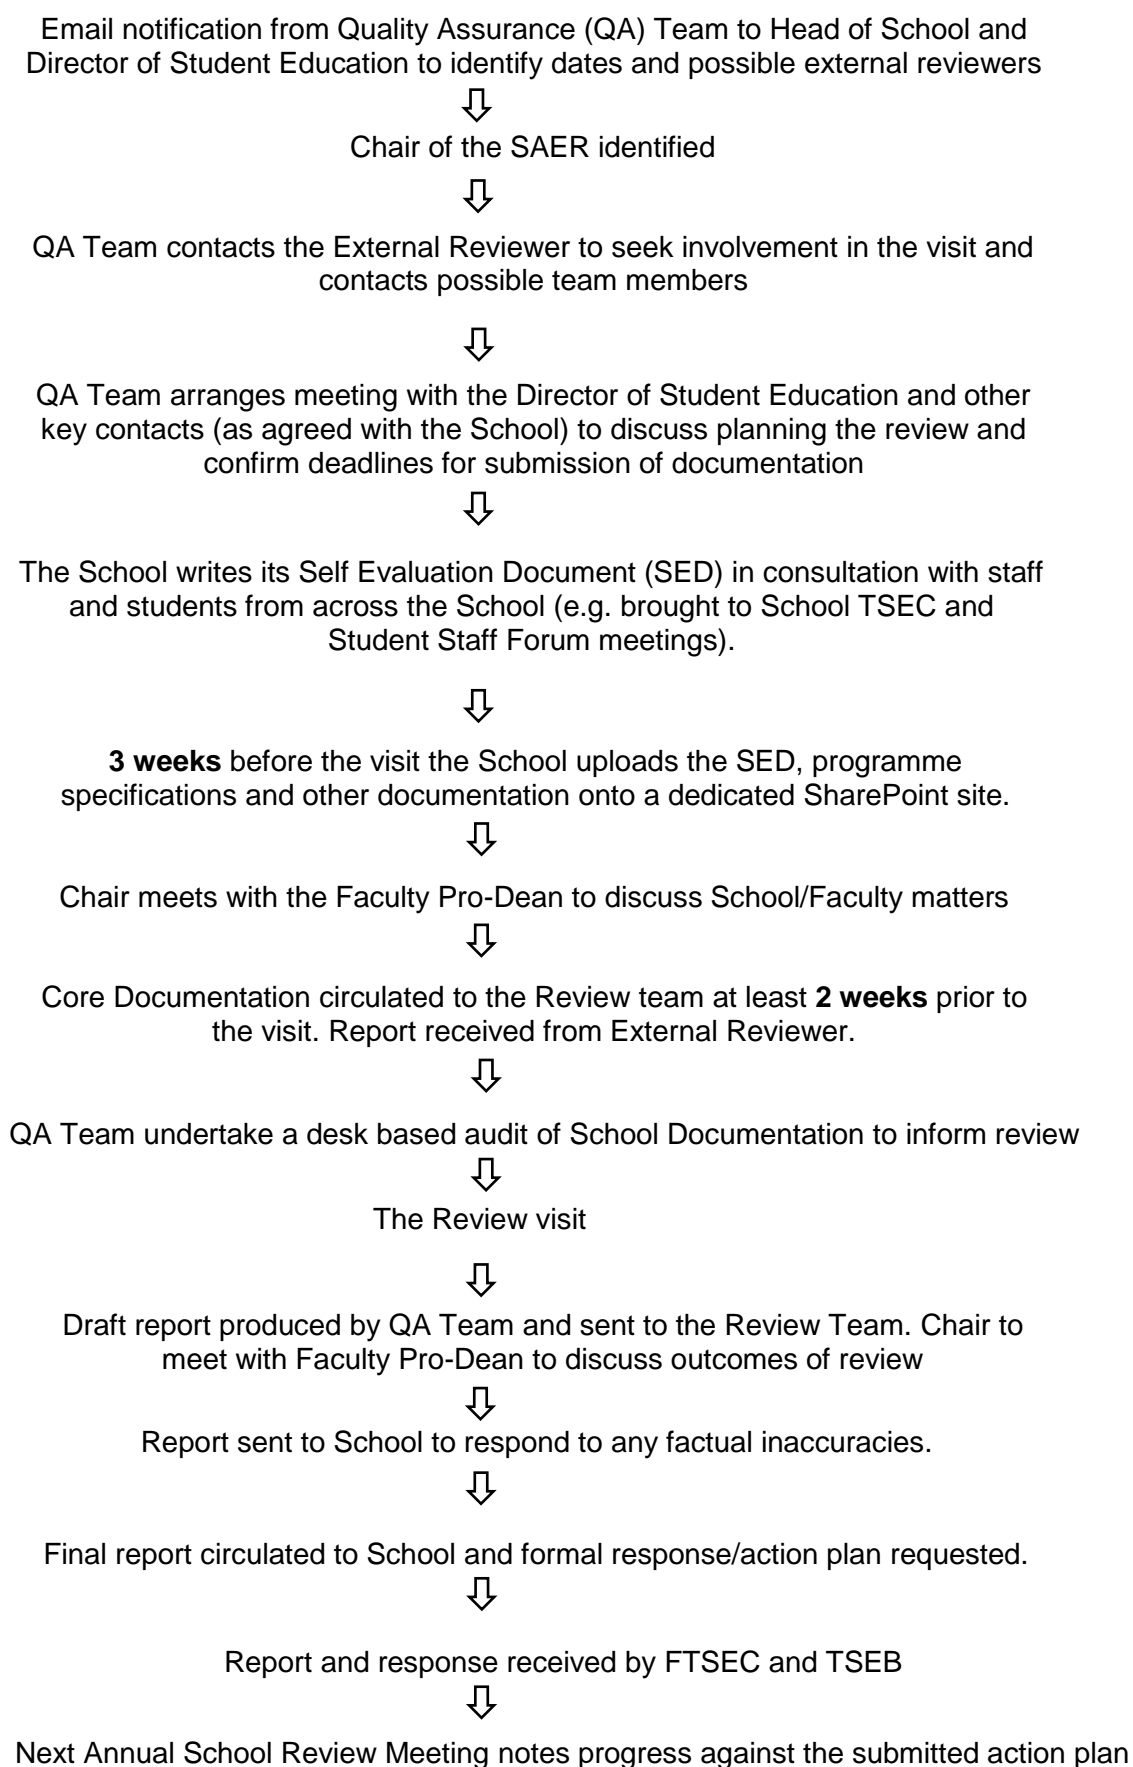 Email notification from Quality Assurance (QA) Team to Head of School and
Director of Student Education to identify dates and possible external reviewers
Chair of the SAER identified
QA Team contacts the External Reviewer to seek involvement in the visit and
contacts possible team members
QA Team arranges meeting with the Director of Student Education and other
key contacts (as agreed with the School) to discuss planning the review and
confirm deadlines for submission of documentation
The School writes its Self Evaluation Document (SED) in consultation with staff
and students from across the School (e.g. brought to School TSEC and
Student Staff Forum meetings).
3 weeks before the visit the School uploads the SED, programme
specifications and other documentation onto a dedicated SharePoint site.
Chair meets with the Faculty Pro-Dean to discuss School/Faculty matters
Core Documentation circulated to the Review team at least 2 weeks prior to
the visit. Report received from External Reviewer.
QA Team undertake a desk based audit of School Documentation to inform review
The Review visit
Draft report produced by QA Team and sent to the Review Team. Chair to
meet with Faculty Pro-Dean to discuss outcomes of review
Report sent to School to respond to any factual inaccuracies.
Final report circulated to School and formal response/action plan requested.
Report and response received by FTSEC and TSEB
Next Annual School Review Meeting notes progress against the submitted action plan